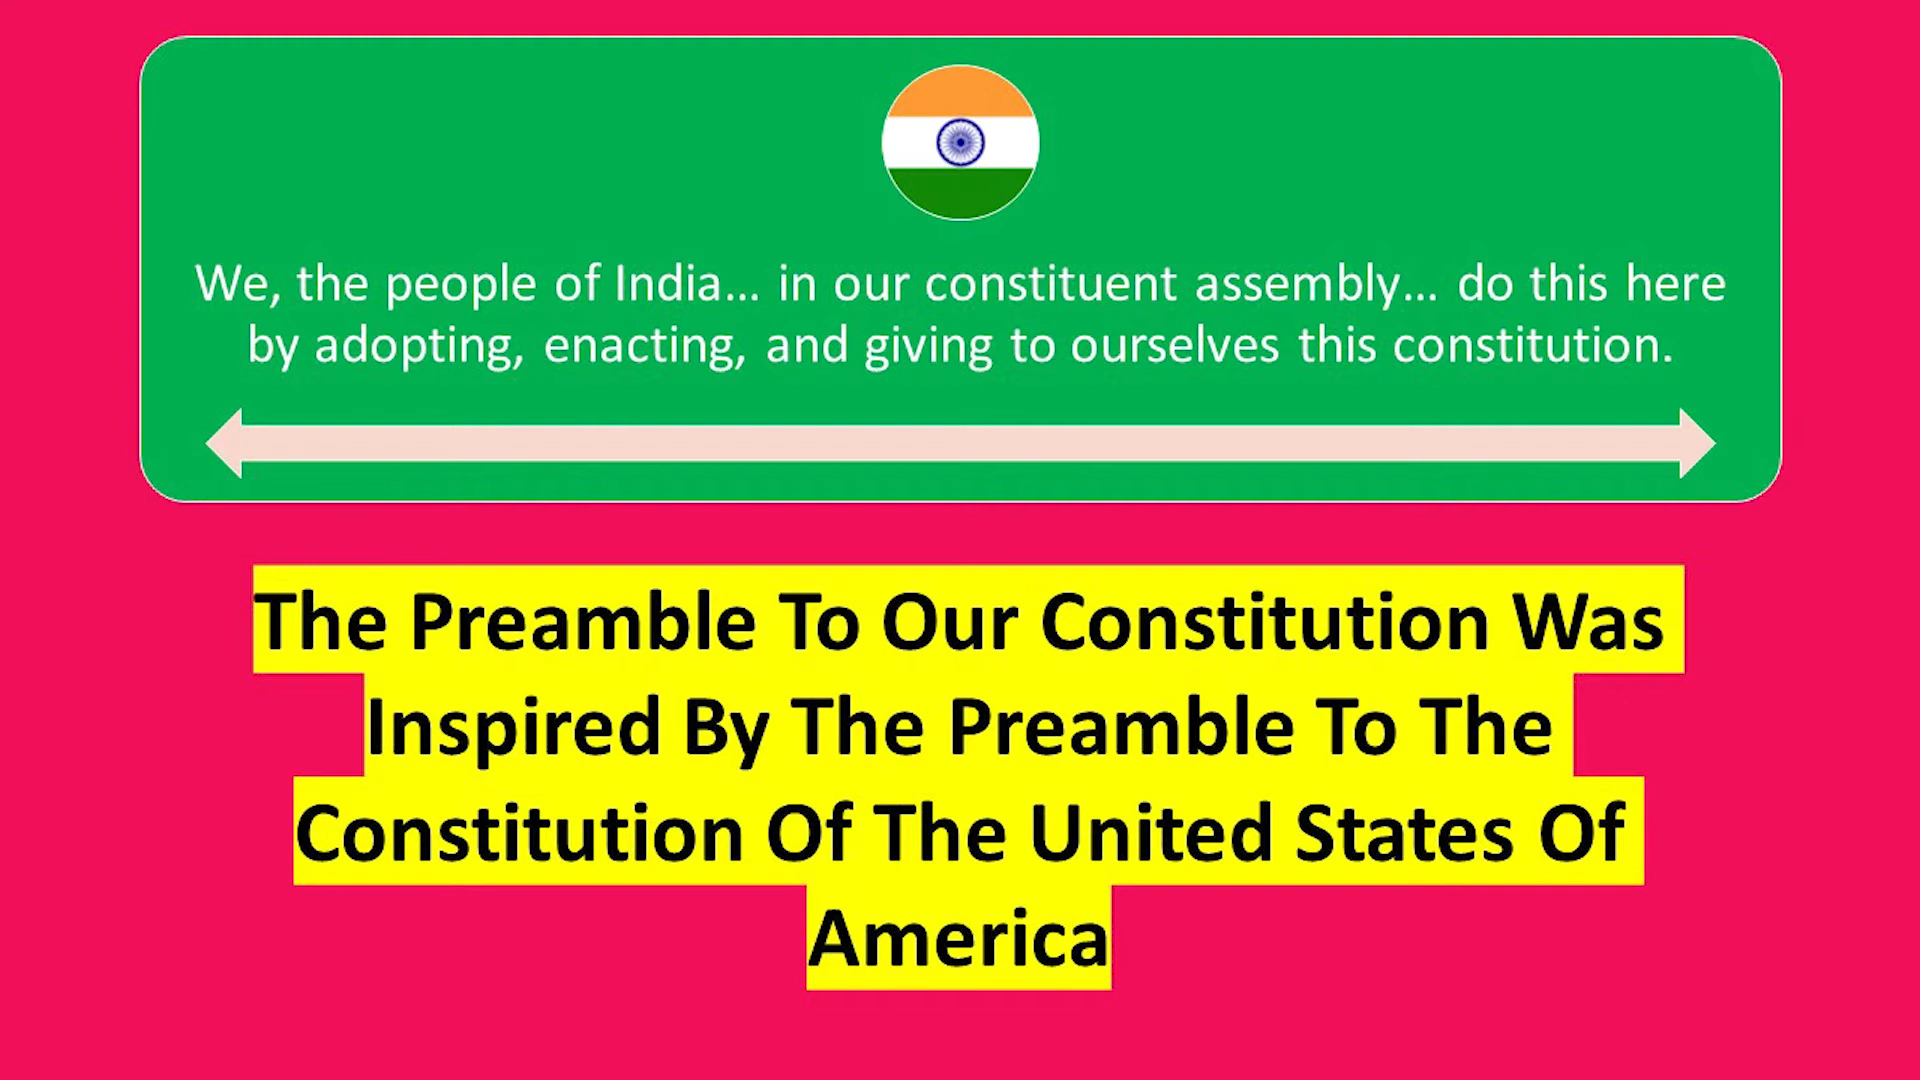 We, the people of India... in our constituent assembly... do this here
by adopting, enacting, and giving to ourselves this constitution.
The Preamble To Our Constitution Was
Inspired By The Preamble To The
Constitution Of The United States Of
America